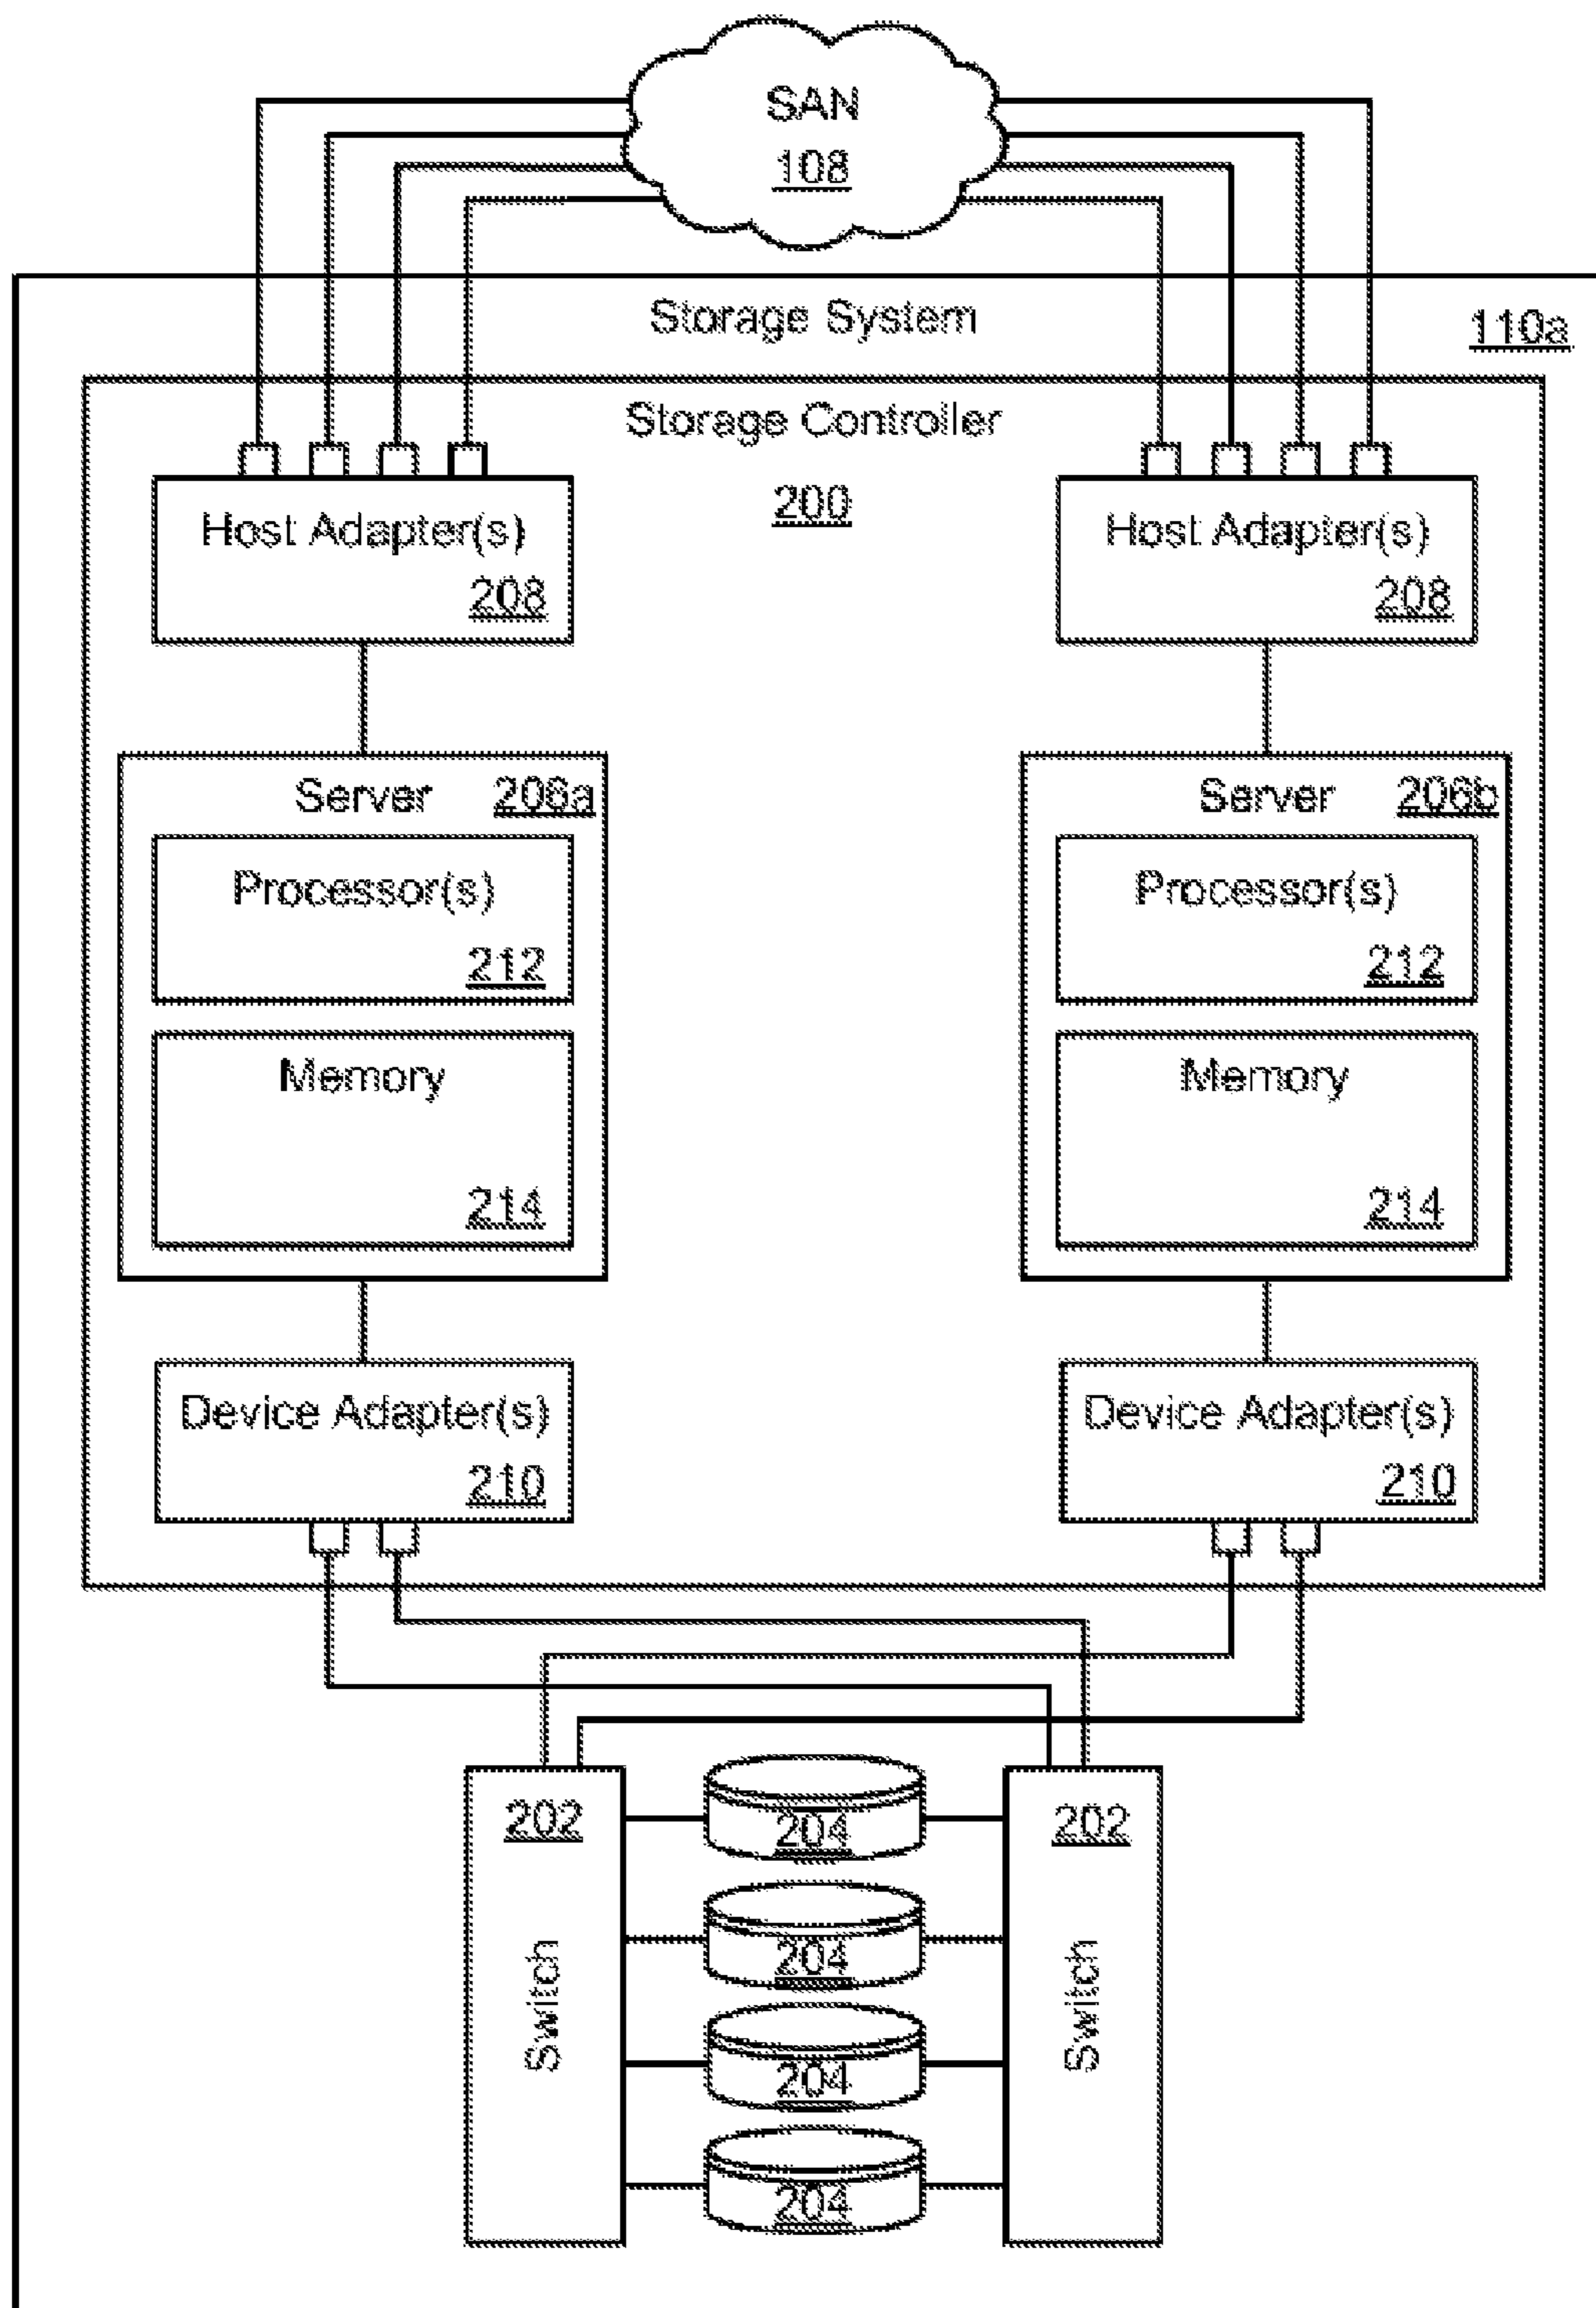 SAN
108
Storage System
110a
Storage Controller
200
Host Adapter(s)
208
Host Adapter(s)
208
Server 206a
Processor(s)
212
Memory
214
Server 206b
Processor(s)
212
Memory
214
Device Adapter(s)
210
Device Adapter(s)
210
202
Switch
204
204
204
204
202
Switch